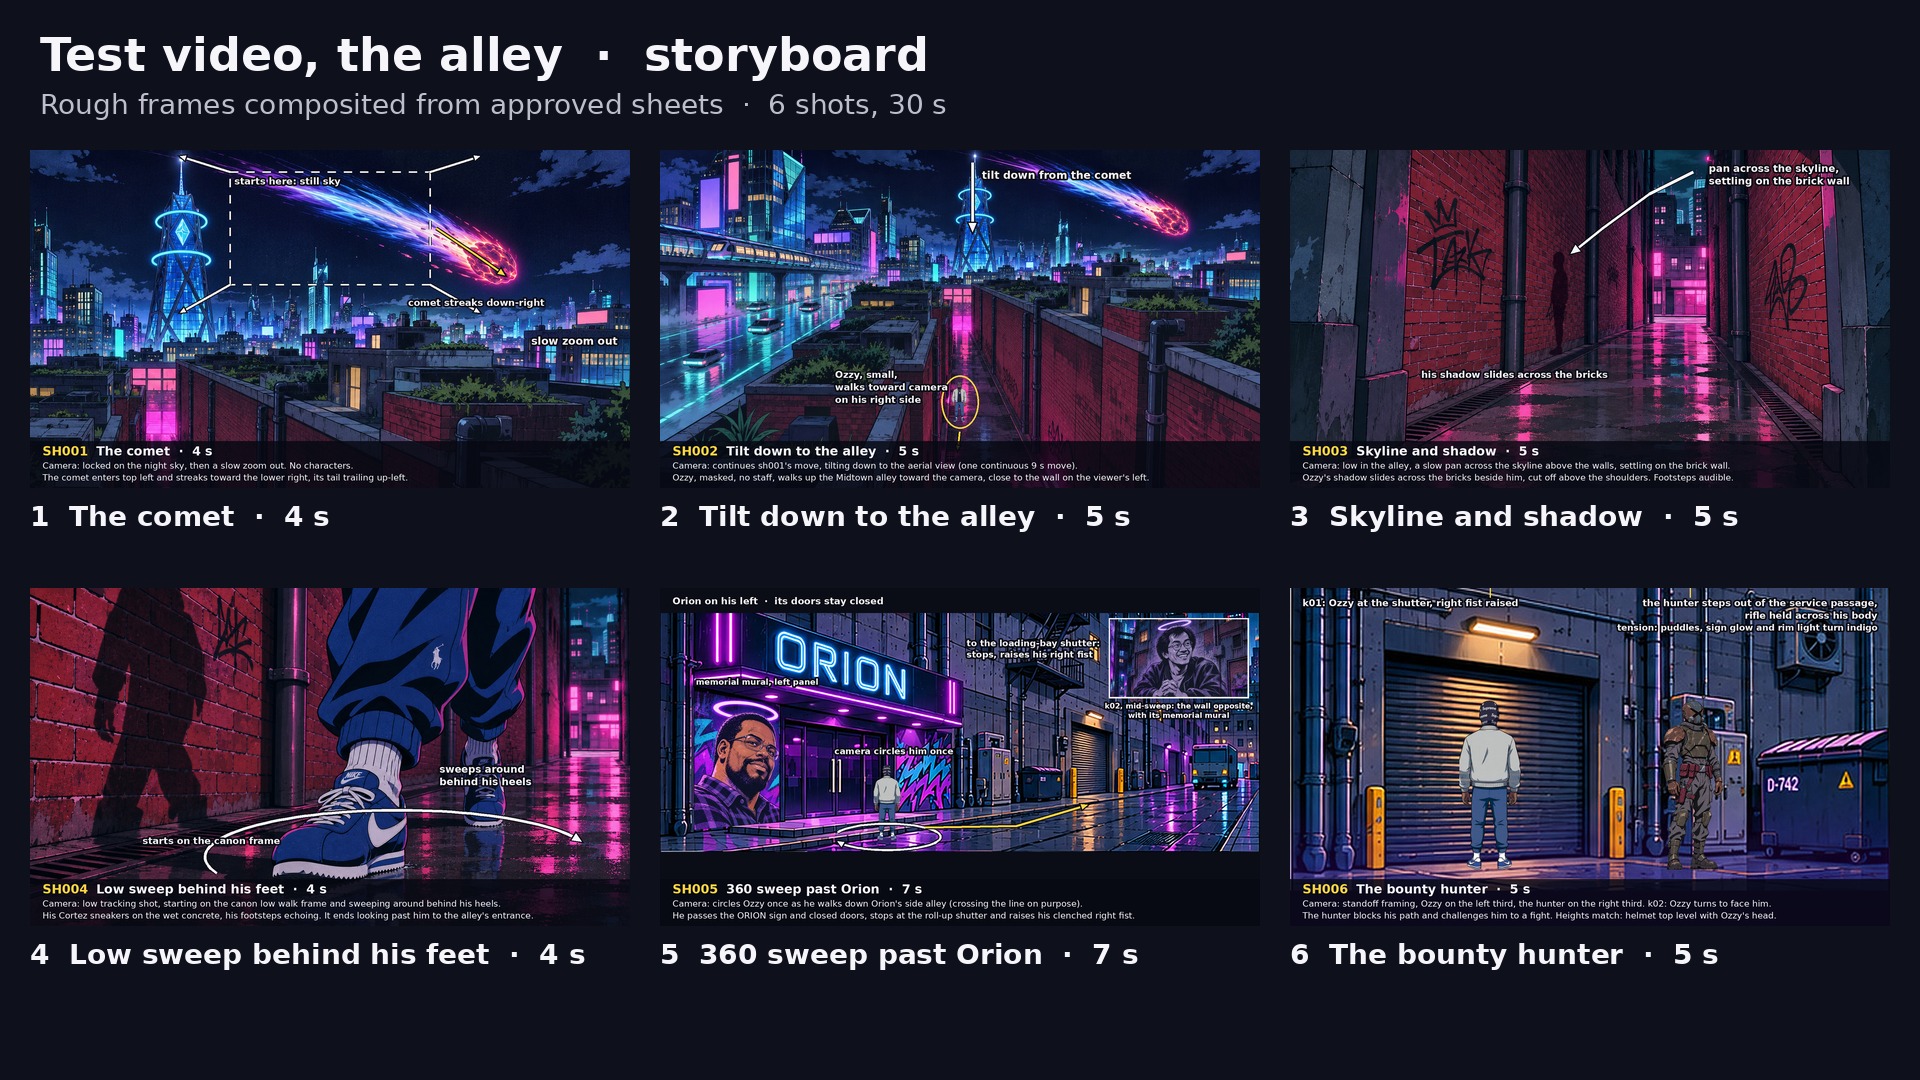 Test video, the alley · storyboard
Rough frames composited from approved sheets · 6 shots, 30 s
starts here: still sky
comet streaks down-right
slow zoom out
SH001 The comet · 4 s
Camera: locked on the night sky, then a slow zoom out. No characters.
The comet enters top left and streaks toward the lower right, its tail trailing up-left.
1 The comet · 4 s
tilt down from the comet
Ozzy, small,
walks toward camera
on his right side
SH002 Tilt down to the alley · 5 s
Camera: continues sh001's move, tilting down to the aerial view (one continuous 9 s move).
Ozzy, masked, no staff, walks up the Midtown alley toward the camera, close to the wall on the viewer's left.
2 Tilt down to the alley · 5 s
pan across the skyline,
settling on the brick wall
his shadow slides across the bricks
SH003 Skyline and shadow · 5 s
Camera: low in the alley, a slow pan across the skyline above the walls, settling on the brick wall.
Ozzy's shadow slides across the bricks beside him, cut off above the shoulders. Footsteps audible.
3 Skyline and shadow · 5 s
NIKE
sweeps around
behind his heels
starts on the canon frame
SH004 Low sweep behind his feet · 4 s
Camera: low tracking shot, starting on the canon low walk frame and sweeping around behind his heels.
His Cortez sneakers on the wet concrete, his footsteps echoing. It ends looking past him to the alley's entrance.
4 Low sweep behind his feet · 4 s
Orion on his left · its doors stay closed
ORION
to the loading-bay shutter:
stops, raises his right fist
memorial mural, left panel
k02, mid-sweep: the wall opposite,
with its memorial mural
camera circles him once
SH005 360 sweep past Orion · 7 s
Camera: circles Ozzy once as he walks down Orion's side alley (crossing the line on purpose).
He passes the ORION sign and closed doors, stops at the roll-up shutter and raises his clenched right fist.
5 360 sweep past Orion · 7 s
k01: Ozzy at the shutter, right fist raised
the hunter steps out of the service passage,
rifle held across his body
tension: puddles, sign glow and rim light turn indigo
D-742
SH006 The bounty hunter · 5 s
Camera: standoff framing, Ozzy on the left third, the hunter on the right third. k02: Ozzy turns to face him.
The hunter blocks his path and challenges him to a fight. Heights match: helmet top level with Ozzy's head.
6 The bounty hunter · 5 s